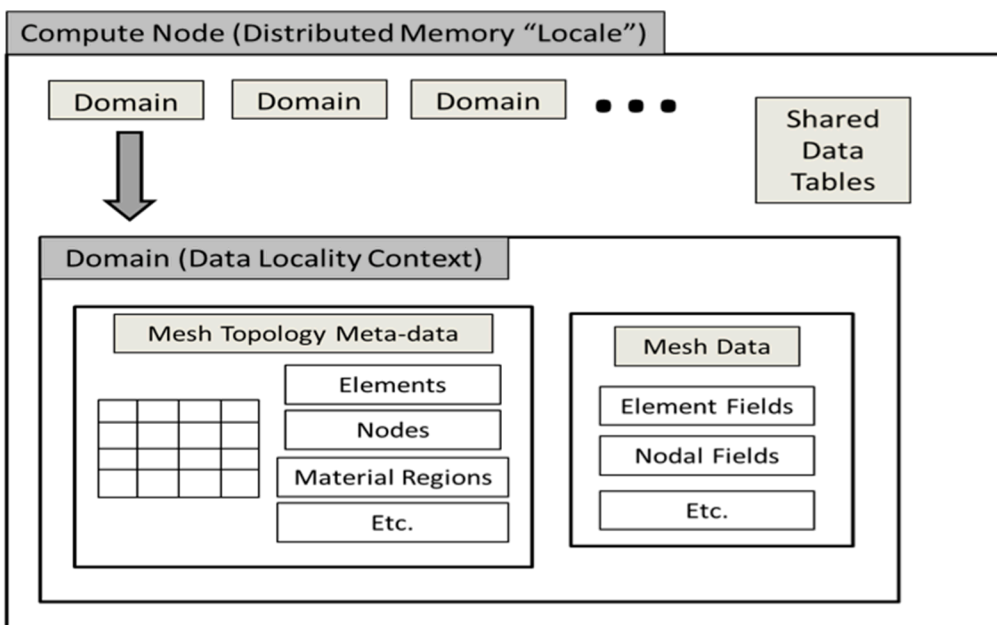 Compute Node (Distributed Memory “Locale”)
Domain
Domain
Domain
• • •
Shared
Data
Tables
Domain (Data Locality Context)
Mesh Topology Meta-data
Elements
Nodes
Material Regions
Etc.
Mesh Data
Element Fields
Nodal Fields
Etc.